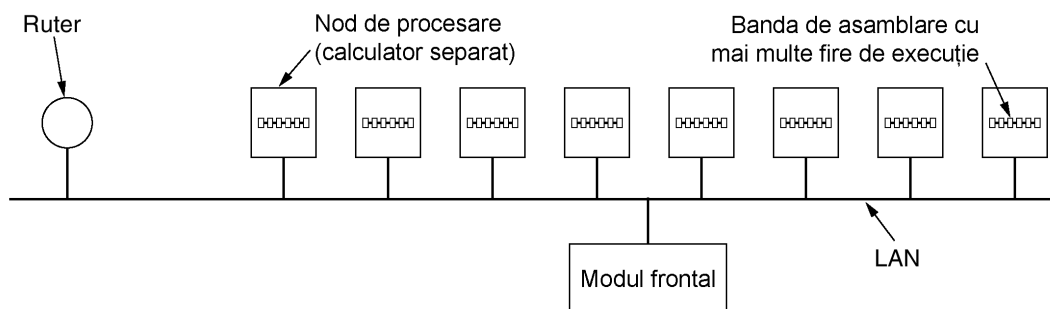 Ruter
Nod de procesare
(calculator separat)
Banda de asamblare cu
mai multe fire de execuție
LAN
Modul frontal